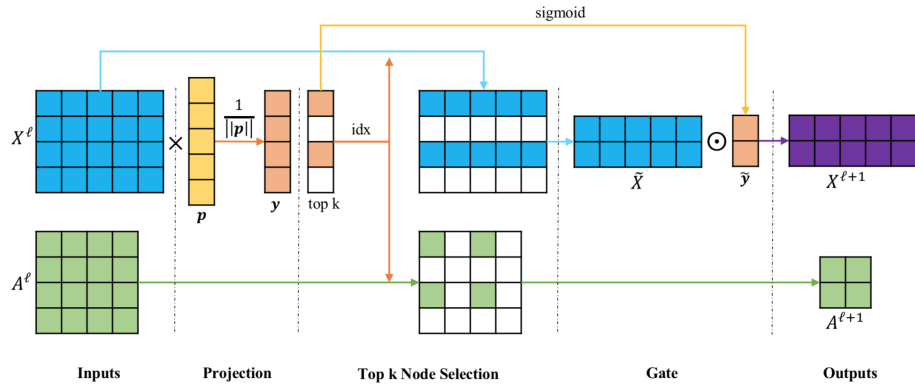 sigmoid
X^ℓ
×
1
||p||
idx
⊙
p
y
top k
X̃
ỹ
X^{ℓ+1}
A^ℓ
A^{ℓ+1}
Inputs
Projection
Top k Node Selection
Gate
Outputs